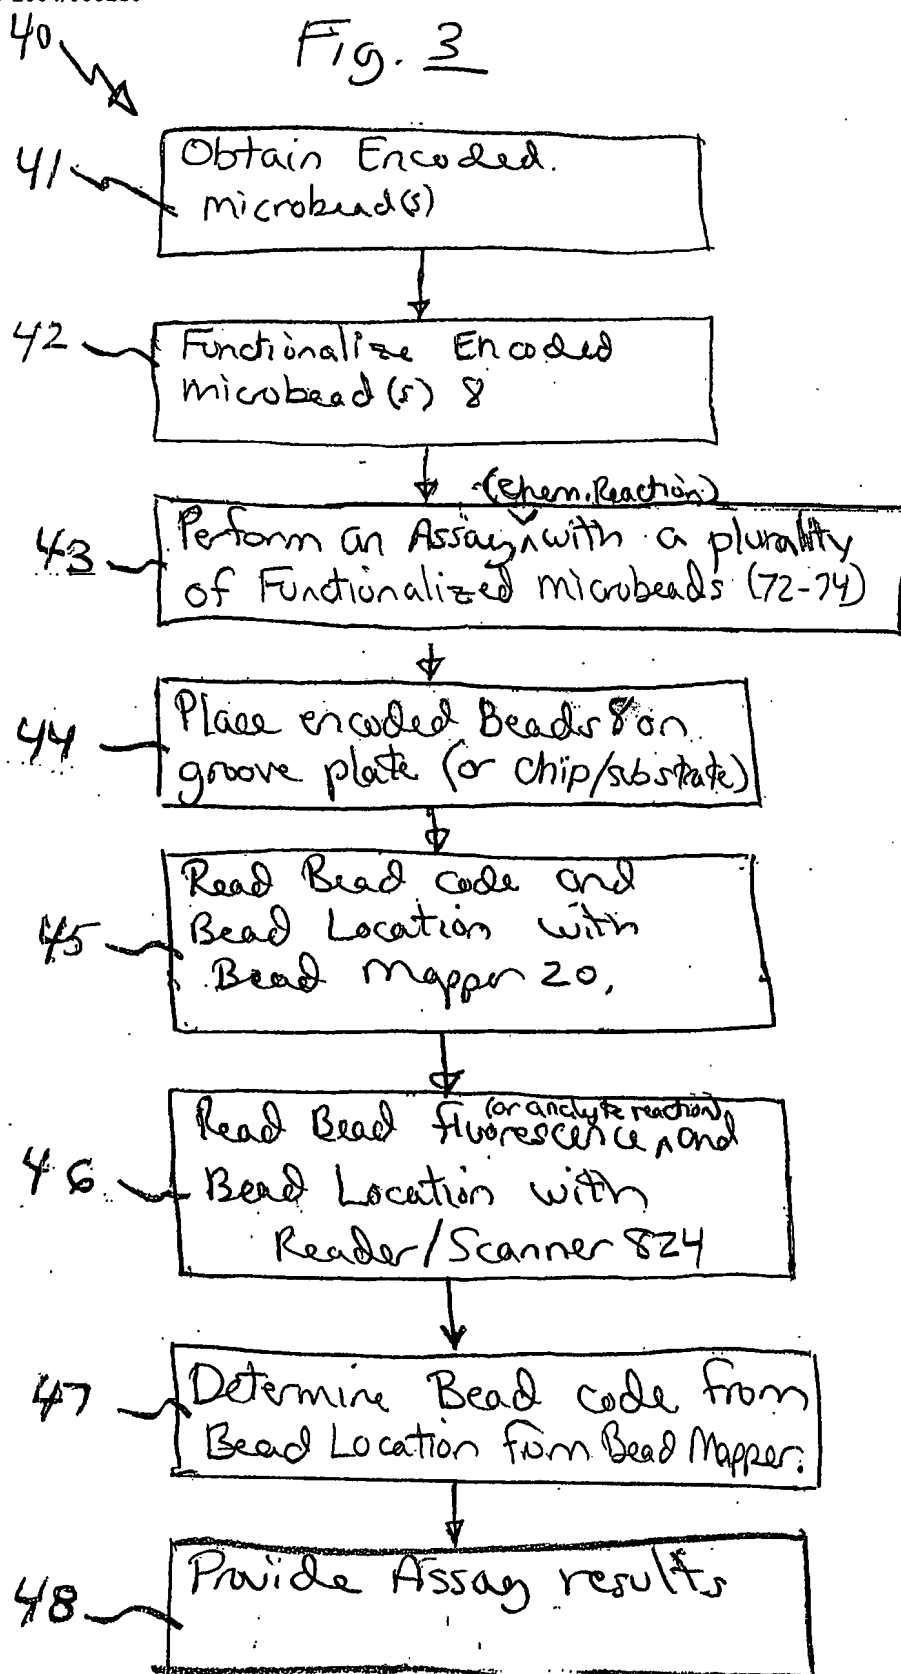 40
Fig. 3
41
Obtain Encoded.
microbead(s)
42
Functionalize Encoded
microbead(s) 8
(Chem. Reaction)
43
Perform an Assay ^ with a plurality
of Functionalized microbeads (72-74)
44
Place encoded Beads 8 on
groove plate (or chip/substrate)
45
Read Bead code and
Bead Location with
Bead Mapper 20,
(or analyte reaction)
46
Read Bead fluorescence ^ and
Bead Location with
Reader/Scanner 824
47
Determine Bead code from
Bead Location from Bead Mapper.
48
Provide Assay results